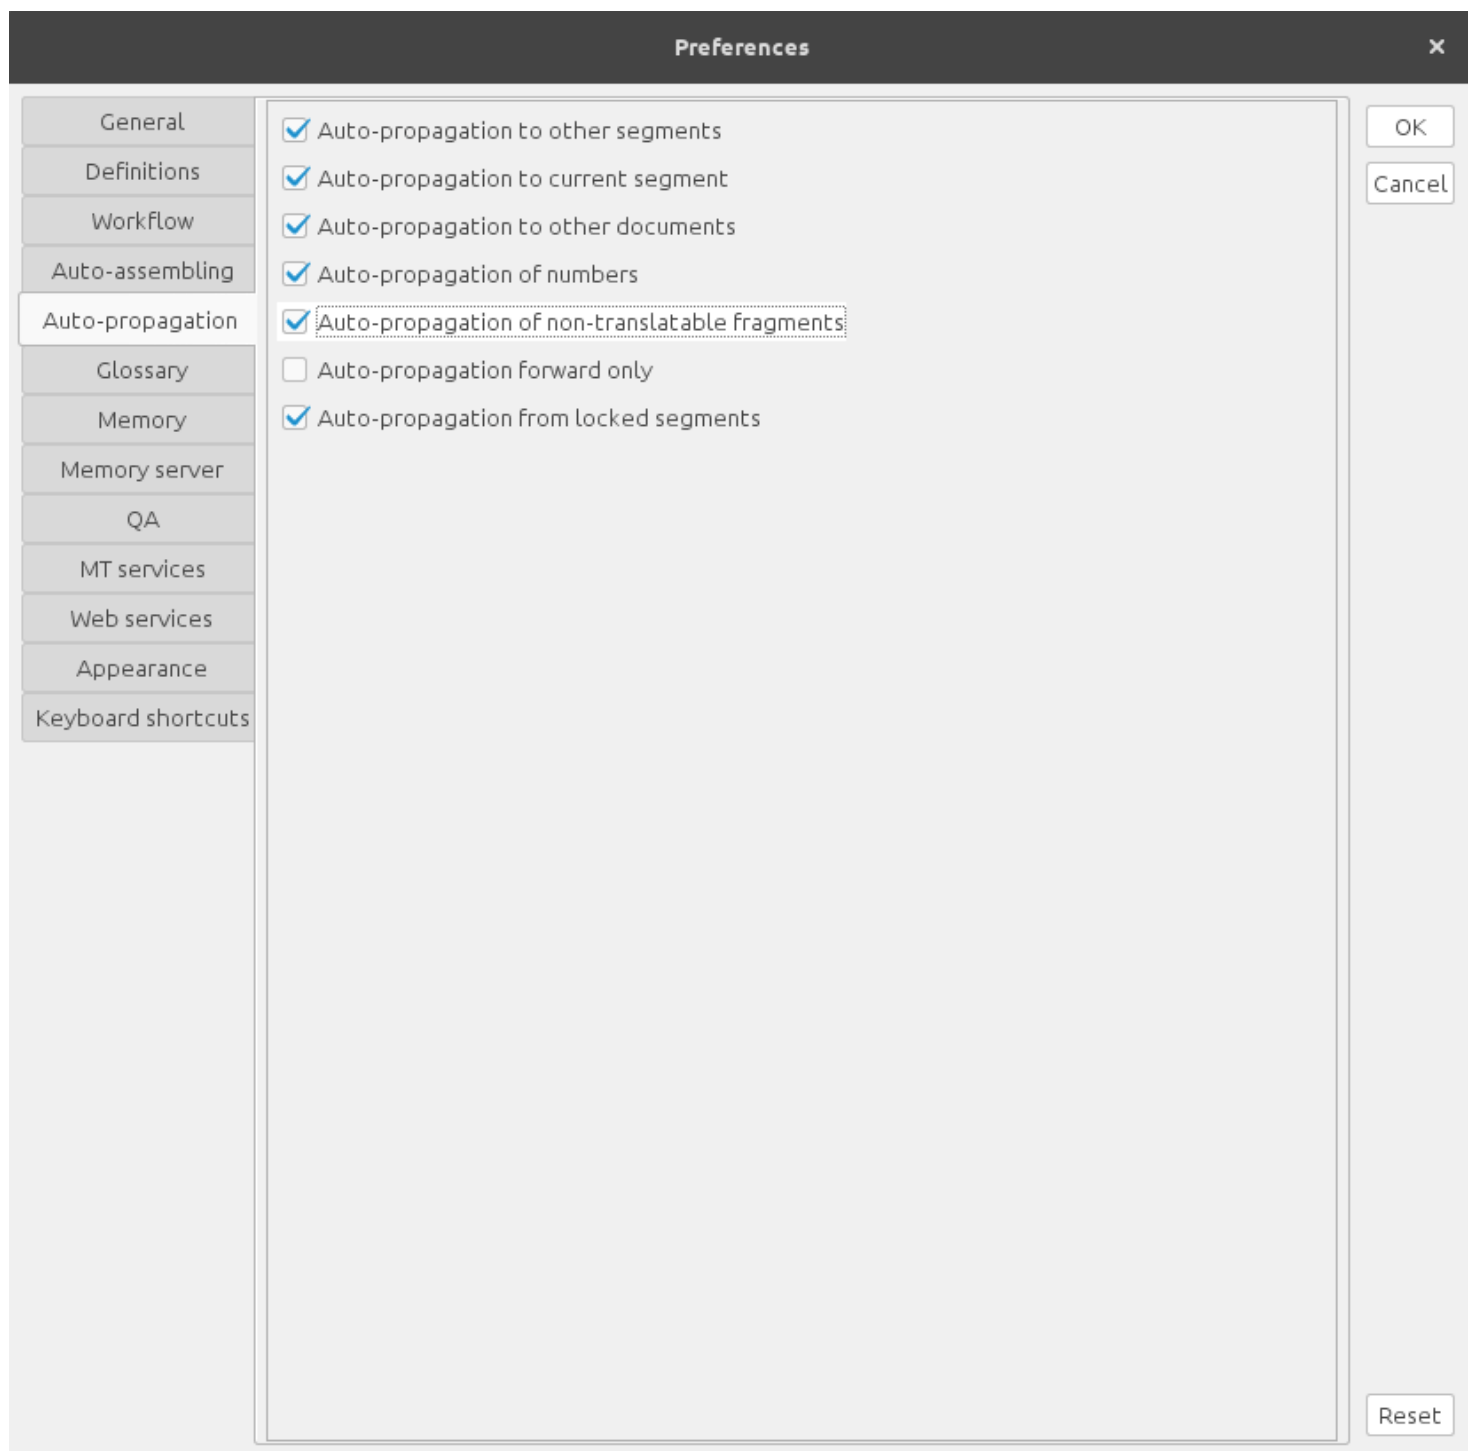 Preferences
General
Definitions
Workflow
Auto-assembling
Auto-propagation
Glossary
Memory
Memory server
QA
MT services
Web services
Appearance
Keyboard shortcuts
Auto-propagation to other segments
Auto-propagation to current segment
Auto-propagation to other documents
Auto-propagation of numbers
Auto-propagation of non-translatable fragments
Auto-propagation forward only
Auto-propagation from locked segments
OK
Cancel
Reset